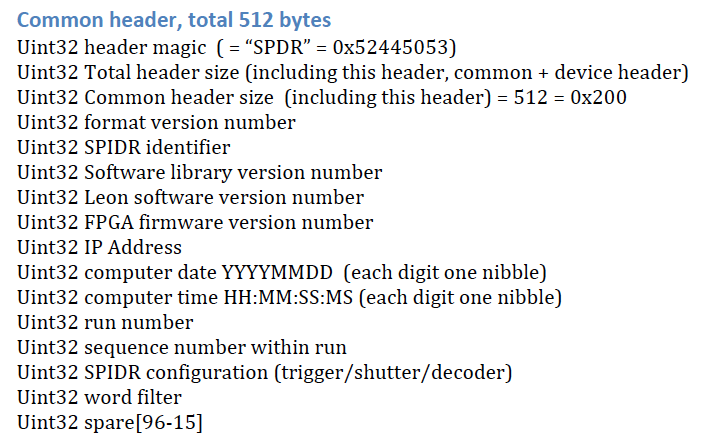 Common header, total 512 bytes
Uint32 header magic  ( = “SPDR” = 0x52445053)
Uint32 Total header size (including this header, common + device header)
Uint32 Common header size  (including this header) = 512 = 0x200
Uint32 format version number
Uint32 SPIDR identifier
Uint32 Software library version number
Uint32 Leon software version number
Uint32 FPGA firmware version number
Uint32 IP Address
Uint32 computer date YYYYMMDD  (each digit one nibble)
Uint32 computer time HH:MM:SS:MS (each digit one nibble)
Uint32 run number
Uint32 sequence number within run
Uint32 SPIDR configuration (trigger/shutter/decoder)
Uint32 word filter
Uint32 spare[96-15]